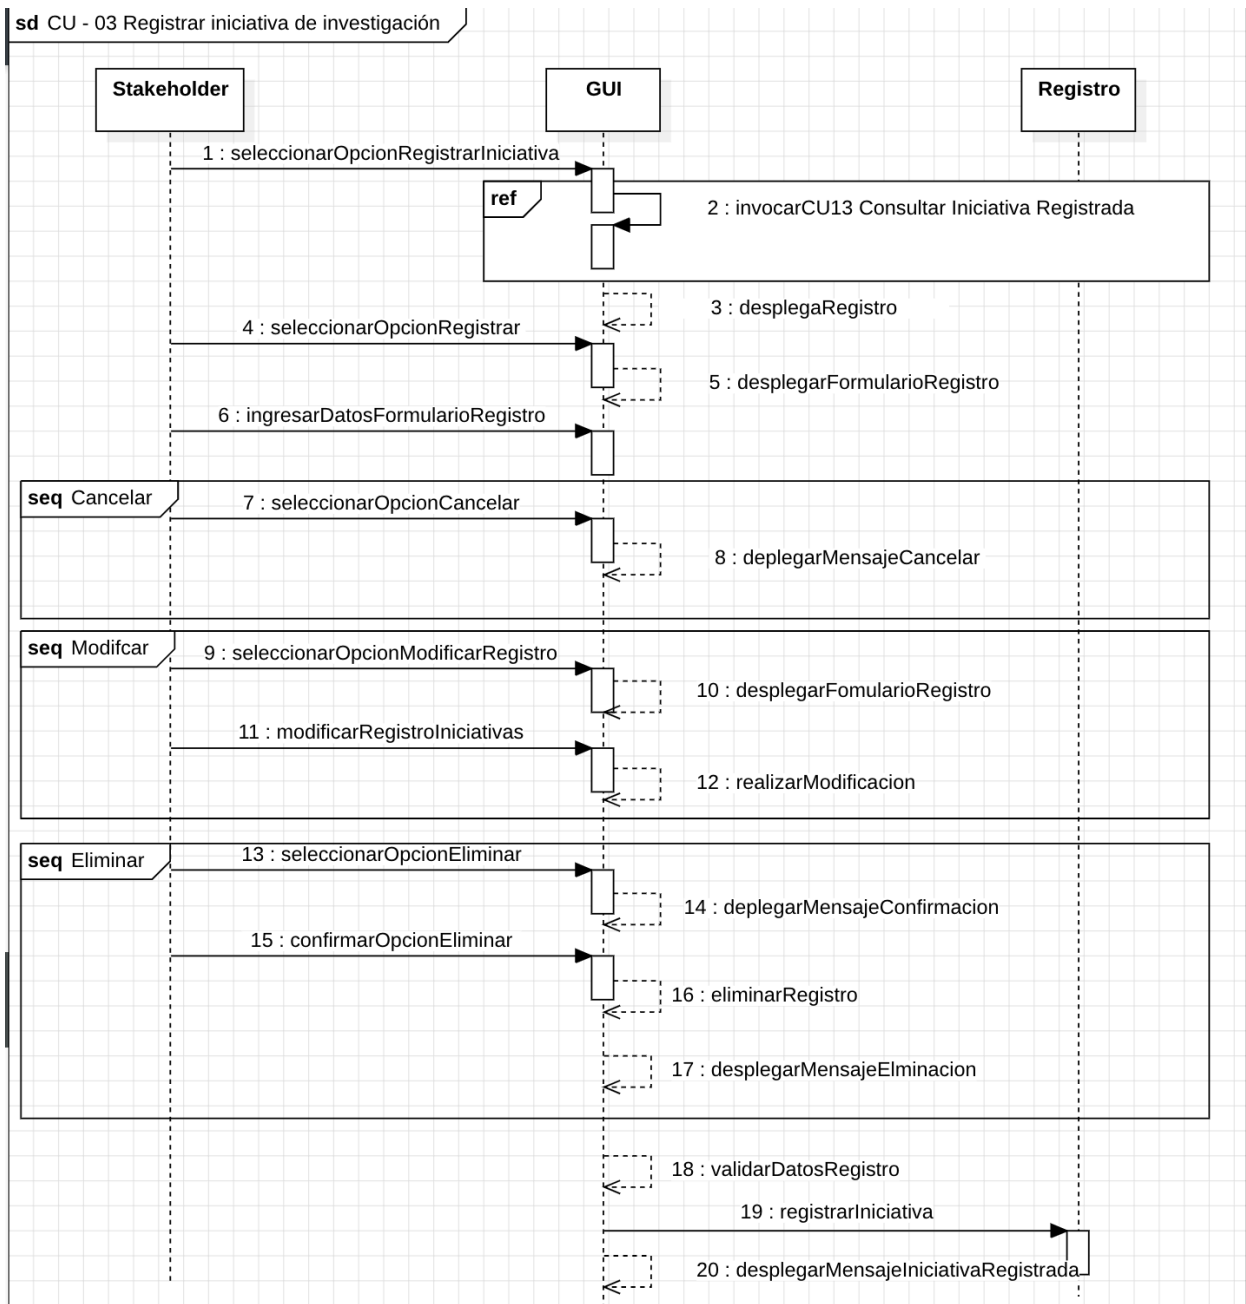 sd CU - 03 Registrar iniciativa de investigación
Stakeholder
GUI
Registro
1 : seleccionarOpcionRegistrarIniciativa
ref
2 : invocarCU13 Consultar Iniciativa Registrada
3 : desplegaRegistro
4 : seleccionarOpcionRegistrar
5 : desplegarFormularioRegistro
6 : ingresarDatosFormularioRegistro
seq Cancelar
7 : seleccionarOpcionCancelar
8 : deplegarMensajeCancelar
seq Modifcar
9 : seleccionarOpcionModificarRegistro
10 : desplegarFomularioRegistro
11 : modificarRegistroIniciativas
12 : realizarModificacion
seq Eliminar
13 : seleccionarOpcionEliminar
14 : deplegarMensajeConfirmacion
15 : confirmarOpcionEliminar
16 : eliminarRegistro
17 : desplegarMensajeElminacion
18 : validarDatosRegistro
19 : registrarIniciativa
20 : desplegarMensajeIniciativaRegistrada